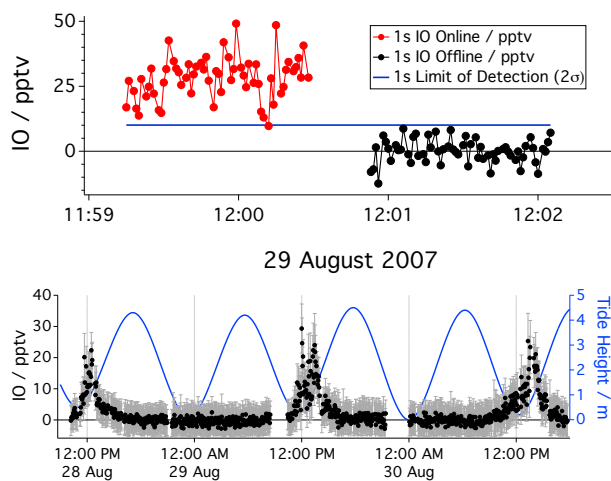 1s IO Online / pptv
1s IO Offline / pptv
1s Limit of Detection (2σ)
IO / pptv
50
25
0
11:59
12:00
12:01
12:02
29 August 2007
IO / pptv
40
30
20
10
0
5
4
3
2
1
0
Tide Height / m
12:00 PM 12:00 AM 12:00 PM 12:00 AM 12:00 PM
28 Aug 29 Aug 30 Aug